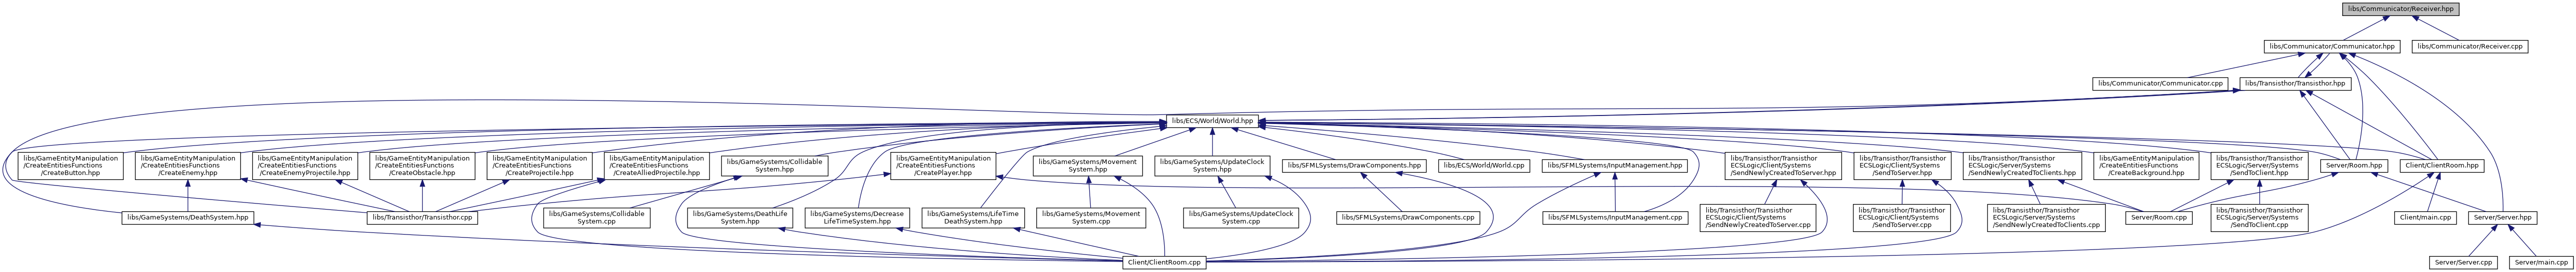 libs/Communicator/Receiver.hpp
libs/Communicator/Communicator.hpp
libs/Communicator/Receiver.cpp
libs/Communicator/Communicator.cpp
libs/Transisthor/Transisthor.hpp
libs/ECS/World/World.hpp
libs/GameEntityManipulation
/CreateEntitiesFunctions
/CreateButton.hpp
libs/GameEntityManipulation
/CreateEntitiesFunctions
/CreateEnemy.hpp
libs/GameEntityManipulation
/CreateEntitiesFunctions
/CreateEnemyProjectile.hpp
libs/GameEntityManipulation
/CreateEntitiesFunctions
/CreateObstacle.hpp
libs/GameEntityManipulation
/CreateEntitiesFunctions
/CreateProjectile.hpp
libs/GameEntityManipulation
/CreateEntitiesFunctions
/CreateAlliedProjectile.hpp
libs/GameSystems/Collidable
System.hpp
libs/GameEntityManipulation
/CreateEntitiesFunctions
/CreatePlayer.hpp
libs/GameSystems/Movement
System.hpp
libs/GameSystems/UpdateClock
System.hpp
libs/SFMLSystems/DrawComponents.hpp
libs/ECS/World/World.cpp
libs/SFMLSystems/InputManagement.hpp
libs/Transisthor/Transisthor
ECSLogic/Client/Systems
/SendNewlyCreatedToServer.hpp
libs/Transisthor/Transisthor
ECSLogic/Client/Systems
/SendToServer.hpp
libs/Transisthor/Transisthor
ECSLogic/Server/Systems
/SendNewlyCreatedToClients.hpp
libs/GameEntityManipulation
/CreateEntitiesFunctions
/CreateBackground.hpp
libs/Transisthor/Transisthor
ECSLogic/Server/Systems
/SendToClient.hpp
Server/Room.hpp
Client/ClientRoom.hpp
libs/GameSystems/DeathSystem.hpp
libs/Transisthor/Transisthor.cpp
libs/GameSystems/Collidable
System.cpp
libs/GameSystems/DeathLife
System.hpp
libs/GameSystems/Decrease
LifeTimeSystem.hpp
libs/GameSystems/LifeTime
DeathSystem.hpp
libs/GameSystems/Movement
System.cpp
libs/GameSystems/UpdateClock
System.cpp
libs/SFMLSystems/DrawComponents.cpp
libs/SFMLSystems/InputManagement.cpp
libs/Transisthor/Transisthor
ECSLogic/Client/Systems
/SendNewlyCreatedToServer.cpp
libs/Transisthor/Transisthor
ECSLogic/Client/Systems
/SendToServer.cpp
libs/Transisthor/Transisthor
ECSLogic/Server/Systems
/SendNewlyCreatedToClients.cpp
Server/Room.cpp
libs/Transisthor/Transisthor
ECSLogic/Server/Systems
/SendToClient.cpp
Client/main.cpp
Server/Server.hpp
Client/ClientRoom.cpp
Server/Server.cpp
Server/main.cpp